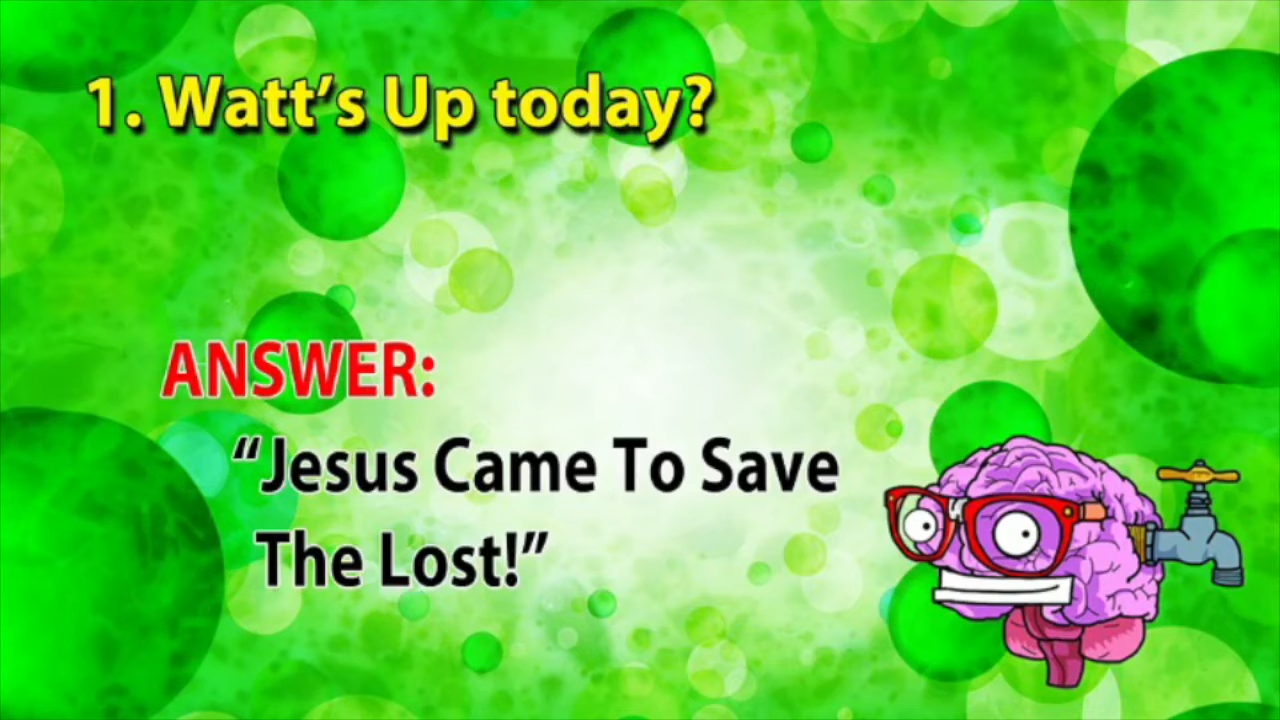 1. Watt’s Up today?
ANSWER:
“Jesus Came To Save
The Lost!”